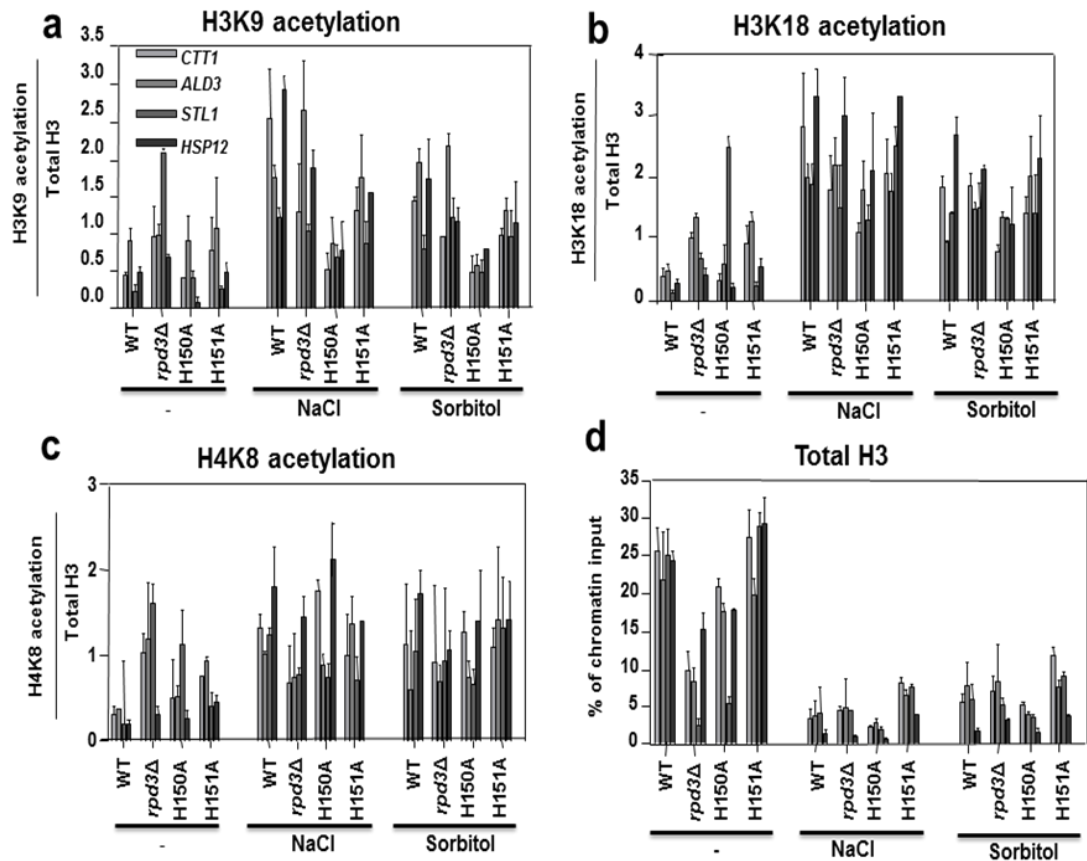 a
H3K9 acetylation
H3K9 acetylation
Total H3
3.5
3.0
2.5
2.0
1.5
1.0
0.5
0.0
CTT1
ALD3
STL1
HSP12
WT
rpd3Δ
H150A
H151A
WT
rpd3Δ
H150A
H151A
WT
rpd3Δ
H150A
H151A
-
NaCl
Sorbitol
b
H3K18 acetylation
H3K18 acetylation
Total H3
4
3
2
1
0
WT
rpd3Δ
H150A
H151A
WT
rpd3Δ
H150A
H151A
WT
rpd3Δ
H150A
H151A
-
NaCl
Sorbitol
c
H4K8 acetylation
H4K8 acetylation
Total H3
3
2
1
0
WT
rpd3Δ
H150A
H151A
WT
rpd3Δ
H150A
H151A
WT
rpd3Δ
H150A
H151A
-
NaCl
Sorbitol
d
Total H3
% of chromatin input
35
30
25
20
15
10
5
0
WT
rpd3Δ
H150A
H151A
WT
rpd3Δ
H150A
H151A
WT
rpd3Δ
H150A
H151A
-
NaCl
Sorbitol